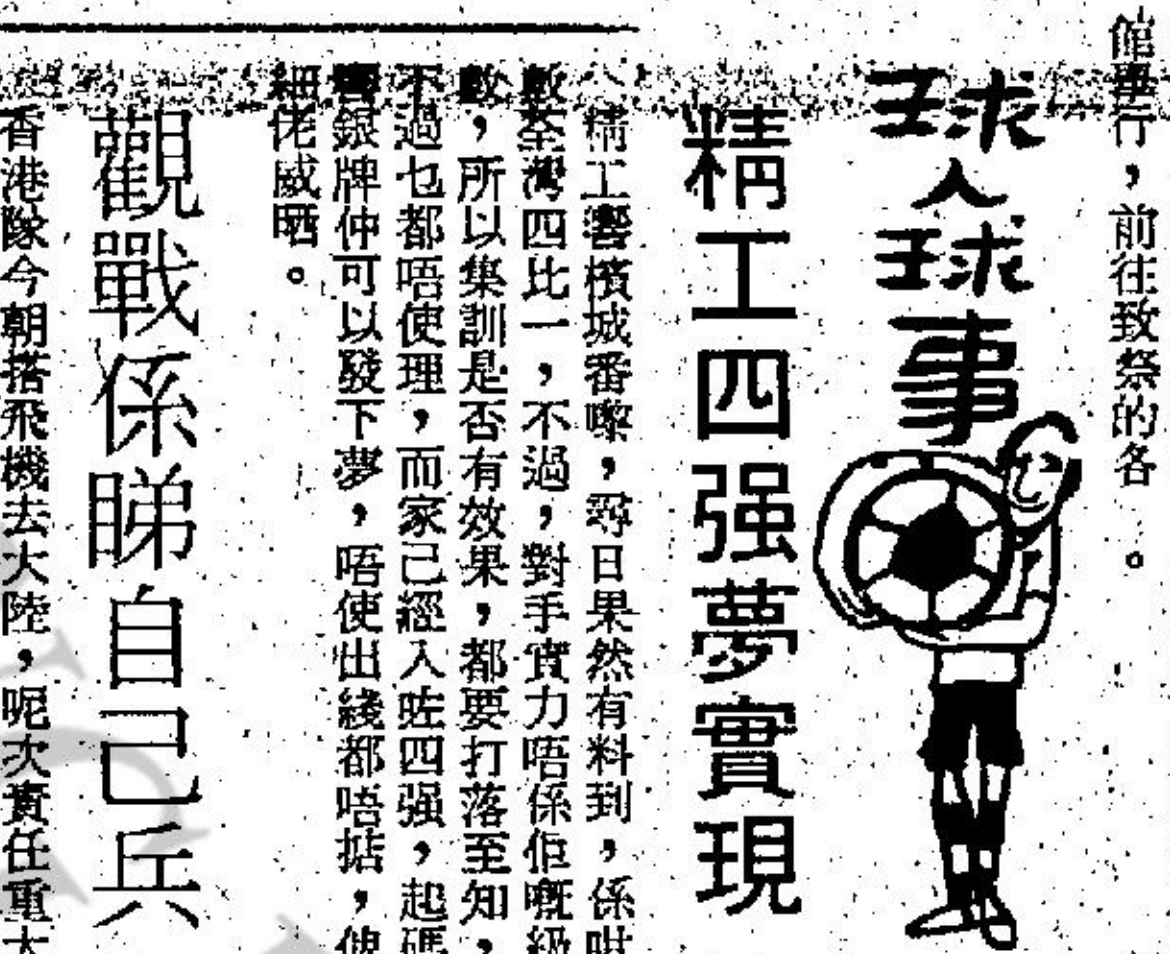 館舉行，前往致祭的各　。
球人球事
精工四强夢實現
精工響檳城番嚟，尋日果然有料到，係咁
數荃灣四比一，不過，對手實力唔係佢嘅級
數，所以集訓是否有效果，都要打落至知，
不過乜都唔使理，而家已經入咗四强，起碼
響銀牌仲可以發下夢，唔使出綫都唔掂，俾
細佬威晒。
觀戰係睇自己兵
香港隊今朝搭飛機去大陸，呢次責任重大